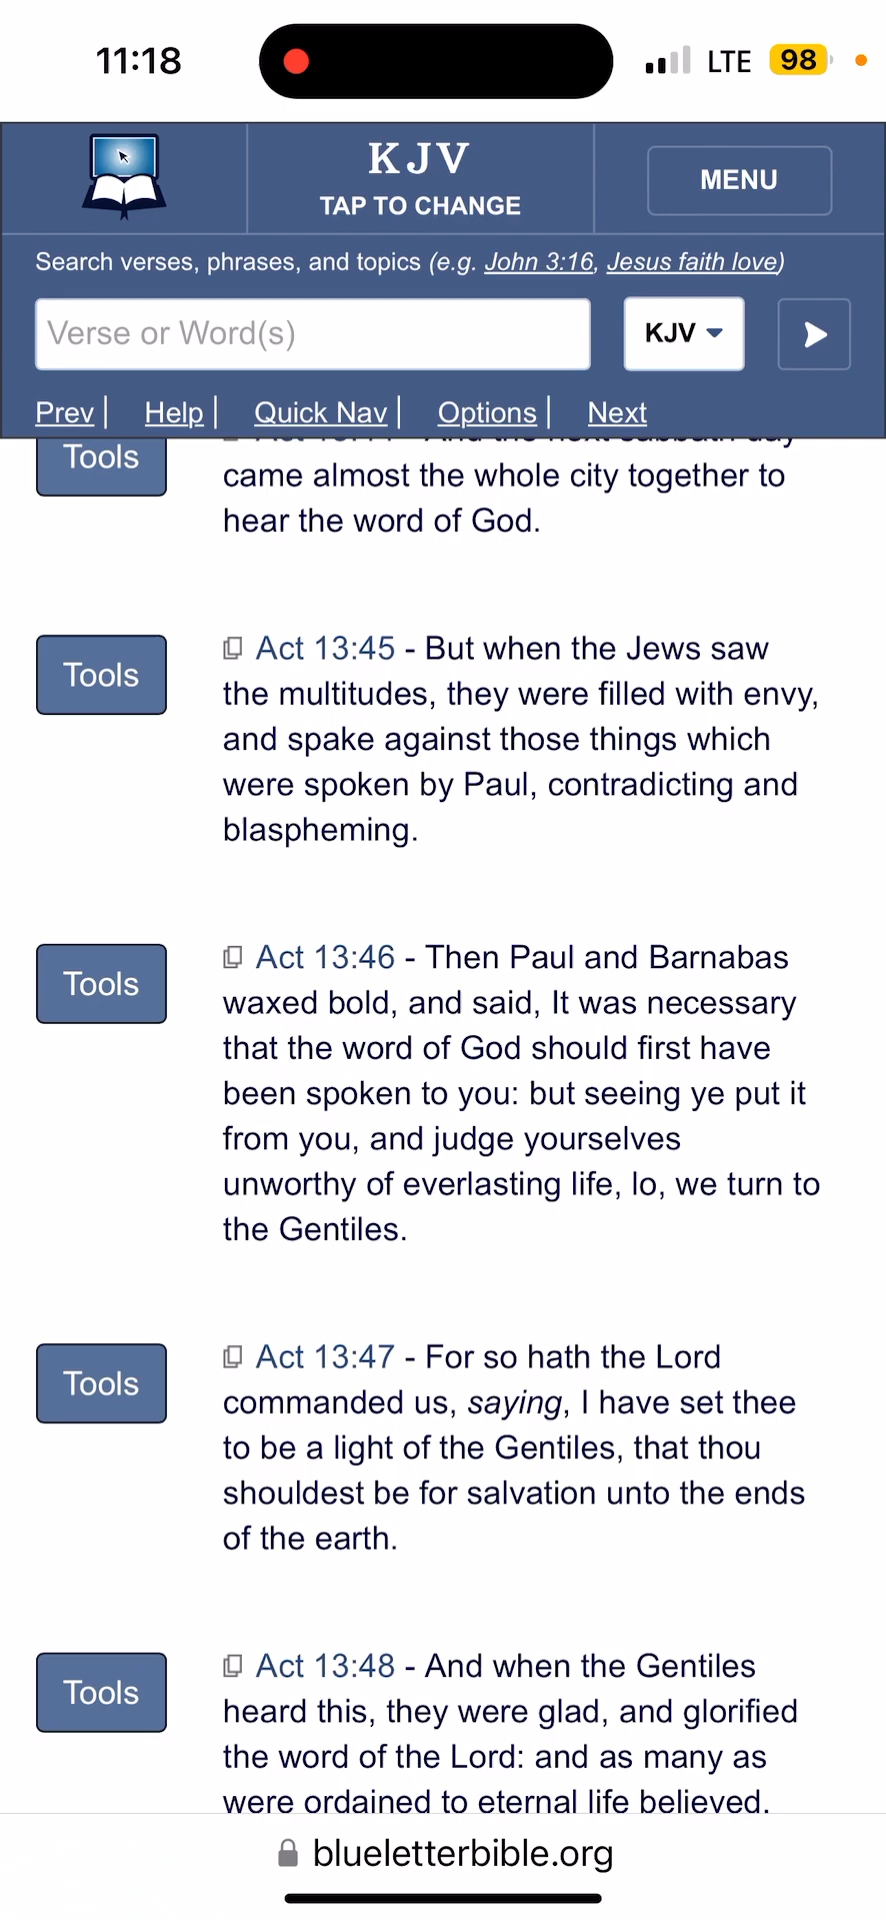 11:18 LTE 98
KJV
TAP TO CHANGE
MENU
Search verses, phrases, and topics (e.g. John 3:16, Jesus faith love)
Verse or Word(s)
KJV
Prev | Help | Quick Nav | Options | Next
Tools
came almost the whole city together to
hear the word of God.
Tools
Act 13:45 - But when the Jews saw
the multitudes, they were filled with envy,
and spake against those things which
were spoken by Paul, contradicting and
blaspheming.
Tools
Act 13:46 - Then Paul and Barnabas
waxed bold, and said, It was necessary
that the word of God should first have
been spoken to you: but seeing ye put it
from you, and judge yourselves
unworthy of everlasting life, lo, we turn to
the Gentiles.
Tools
Act 13:47 - For so hath the Lord
commanded us, saying, I have set thee
to be a light of the Gentiles, that thou
shouldest be for salvation unto the ends
of the earth.
Tools
Act 13:48 - And when the Gentiles
heard this, they were glad, and glorified
the word of the Lord: and as many as
were ordained to eternal life believed.
blueletterbible.org